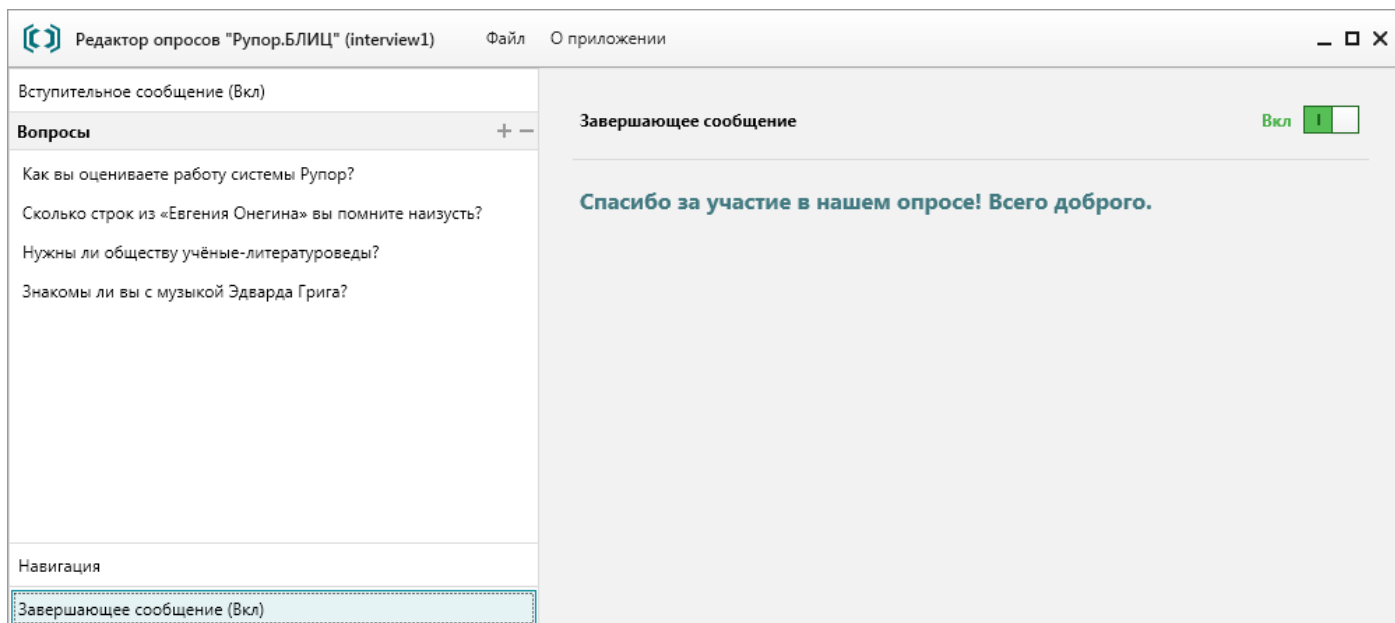 Редактор опросов "Рупор.БЛИЦ" (interview1) Файл О приложении
Вступительное сообщение (Вкл)
Вопросы
Как вы оцениваете работу системы Рупор?
Сколько строк из «Евгения Онегина» вы помните наизусть?
Нужны ли обществу учёные-литературоведы?
Знакомы ли вы с музыкой Эдварда Грига?
Навигация
Завершающее сообщение (Вкл)
Завершающее сообщение Вкл
Спасибо за участие в нашем опросе! Всего доброго.